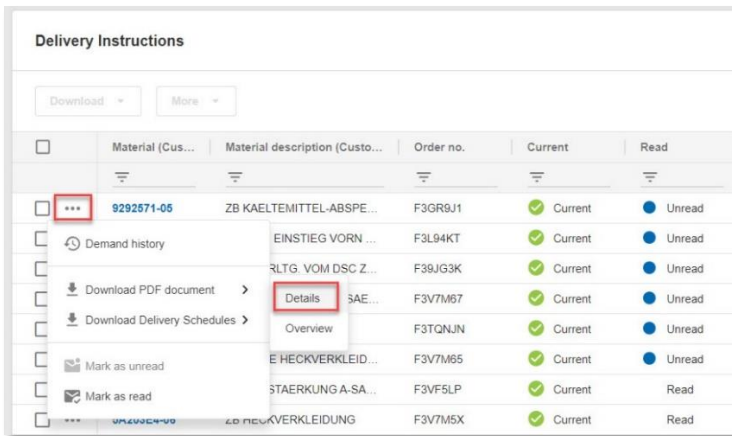 Delivery Instructions
Download More
Material (Cus... Material description (Custo... Order no. Current Read
9292571-05 ZB KAELTEMITTEL-ABSPE... F3GR9J1 Current Unread
Demand history EINSTIEG VORN ... F3L94KT Current Unread
RLTG. VOM DSC Z... F39JG3K Current Unread
Download PDF document Details SAE... F3V7M67 Current Unread
Download Delivery Schedules Overview F3TQNJN Current Unread
Mark as unread E HECKVERKLEID... F3V7M65 Current Unread
Mark as read STAERKUNG A-SA... F3VF5LP Current Read
5A203E4-06 ZB HECKVERKLEIDUNG F3V7M5X Current Read